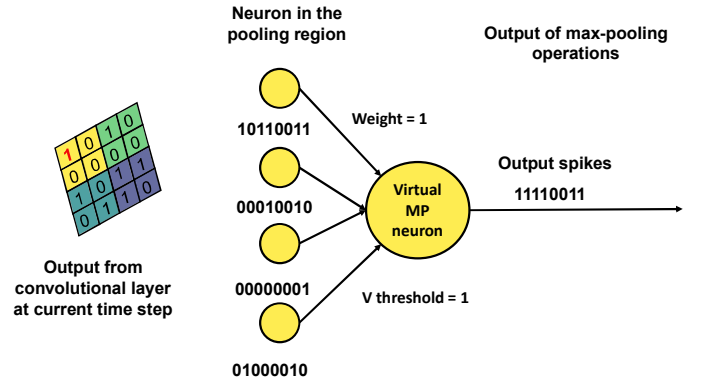 Neuron in the
pooling region
Output of max-pooling
operations
1 0 1 0
0 0 0 0
1 0 1 1
0 1 1 0
10110011
Weight = 1
00010010
Virtual
MP
neuron
Output spikes
11110011
Output from
convolutional layer
at current time step
00000001
V threshold = 1
01000010